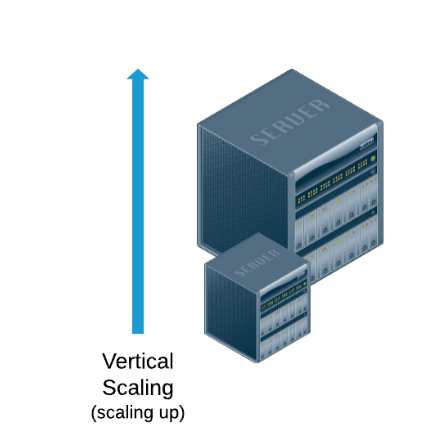 SERVER
SERVER
Vertical
Scaling
(scaling up)